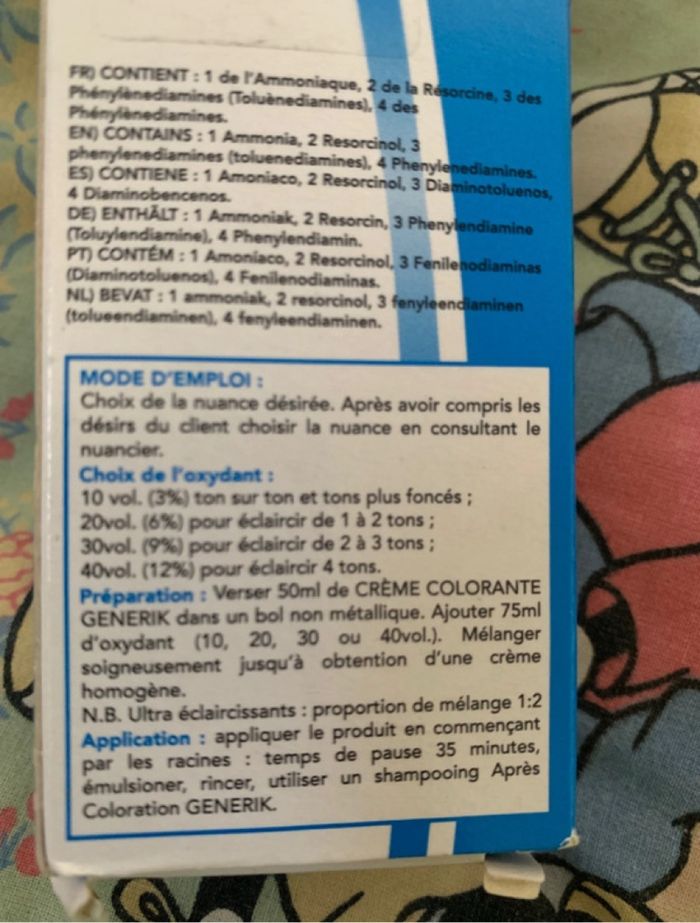 FR) CONTIENT : 1 de l'Ammoniaque, 2 de la Résorcine, 3 des
Phénylènediamines (Toluènediamines), 4 des
Phénylènediamines.
EN) CONTAINS : 1 Ammonia, 2 Resorcinol, 3
phenylenediamines (toluenediamines), 4 Phenylenediamines.
ES) CONTIENE : 1 Amoniaco, 2 Resorcinol, 3 Diaminotoluenos,
4 Diaminobencenos.
DE) ENTHÄLT : 1 Ammoniak, 2 Resorcin, 3 Phenylendiamine
(Toluylendiamine), 4 Phenylendiamin.
PT) CONTÉM : 1 Amoníaco, 2 Resorcinol, 3 Fenilenodiaminas
(Diaminotoluenos), 4 Fenilenodiaminas.
NL) BEVAT : 1 ammoniak, 2 resorcinol, 3 fenyleendiaminen
(tolueendiaminen), 4 fenyleendiaminen.
MODE D'EMPLOI :
Choix de la nuance désirée. Après avoir compris les
désirs du client choisir la nuance en consultant le
nuancier.
Choix de l'oxydant :
10 vol. (3%) ton sur ton et tons plus foncés ;
20vol. (6%) pour éclaircir de 1 à 2 tons ;
30vol. (9%) pour éclaircir de 2 à 3 tons ;
40vol. (12%) pour éclaircir 4 tons.
Préparation : Verser 50ml de CRÈME COLORANTE
GENERIK dans un bol non métallique. Ajouter 75ml
d'oxydant (10, 20, 30 ou 40vol.). Mélanger
soigneusement jusqu'à obtention d'une crème
homogène.
N.B. Ultra éclaircissants : proportion de mélange 1:2
Application : appliquer le produit en commençant
par les racines : temps de pause 35 minutes,
émulsioner, rincer, utiliser un shampooing Après
Coloration GENERIK.